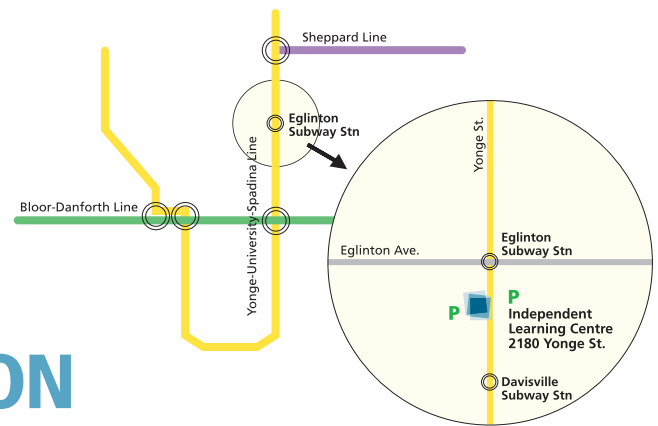 Sheppard Line
Eglinton
Subway Stn
Yonge-University-Spadina Line
Bloor-Danforth Line
Yonge St.
Eglinton Ave.
Eglinton
Subway Stn
P
P
Independent
Learning Centre
2180 Yonge St.
Davisville
Subway Stn
ON